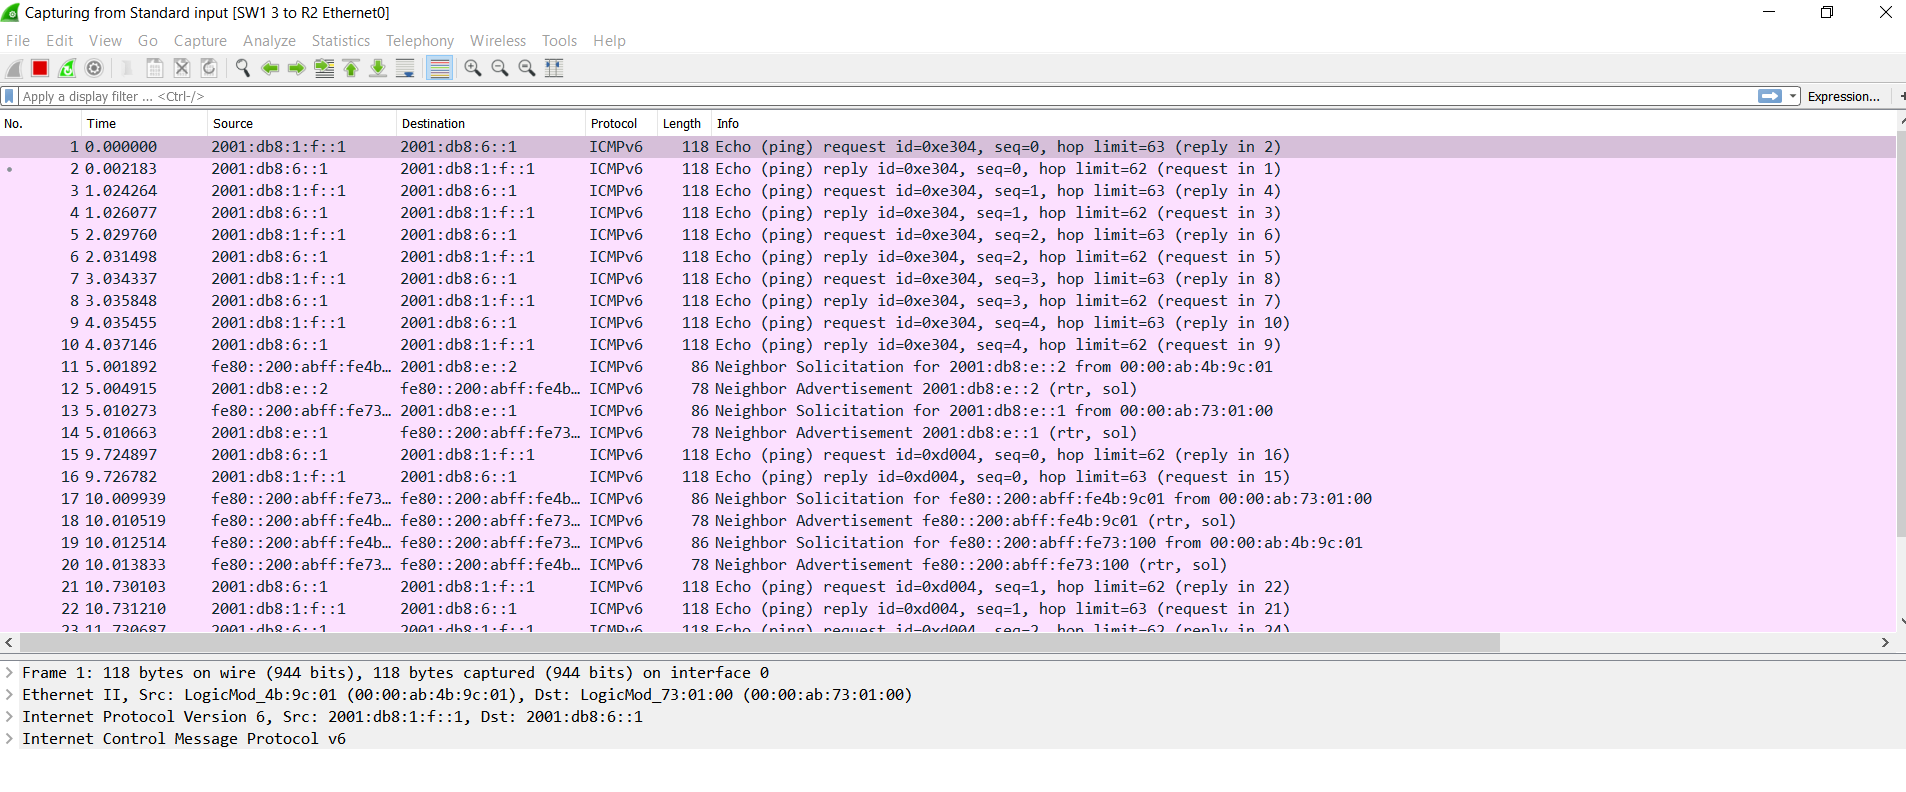 Capturing from Standard input [SW1 3 to R2 Ethernet0]
File Edit View Go Capture Analyze Statistics Telephony Wireless Tools Help
Apply a display filter ... <Ctrl-/> Expression... +
No. Time Source Destination Protocol Length Info
1 0.000000 2001:db8:1:f::1 2001:db8:6::1 ICMPv6 118 Echo (ping) request id=0xe304, seq=0, hop limit=63 (reply in 2)
2 0.002183 2001:db8:6::1 2001:db8:1:f::1 ICMPv6 118 Echo (ping) reply id=0xe304, seq=0, hop limit=62 (request in 1)
3 1.024264 2001:db8:1:f::1 2001:db8:6::1 ICMPv6 118 Echo (ping) request id=0xe304, seq=1, hop limit=63 (reply in 4)
4 1.026077 2001:db8:6::1 2001:db8:1:f::1 ICMPv6 118 Echo (ping) reply id=0xe304, seq=1, hop limit=62 (request in 3)
5 2.029760 2001:db8:1:f::1 2001:db8:6::1 ICMPv6 118 Echo (ping) request id=0xe304, seq=2, hop limit=63 (reply in 6)
6 2.031498 2001:db8:6::1 2001:db8:1:f::1 ICMPv6 118 Echo (ping) reply id=0xe304, seq=2, hop limit=62 (request in 5)
7 3.034337 2001:db8:1:f::1 2001:db8:6::1 ICMPv6 118 Echo (ping) request id=0xe304, seq=3, hop limit=63 (reply in 8)
8 3.035848 2001:db8:6::1 2001:db8:1:f::1 ICMPv6 118 Echo (ping) reply id=0xe304, seq=3, hop limit=62 (request in 7)
9 4.035455 2001:db8:1:f::1 2001:db8:6::1 ICMPv6 118 Echo (ping) request id=0xe304, seq=4, hop limit=63 (reply in 10)
10 4.037146 2001:db8:6::1 2001:db8:1:f::1 ICMPv6 118 Echo (ping) reply id=0xe304, seq=4, hop limit=62 (request in 9)
11 5.001892 fe80::200:abff:fe4b… 2001:db8:e::2 ICMPv6 86 Neighbor Solicitation for 2001:db8:e::2 from 00:00:ab:4b:9c:01
12 5.004915 2001:db8:e::2 fe80::200:abff:fe4b… ICMPv6 78 Neighbor Advertisement 2001:db8:e::2 (rtr, sol)
13 5.010273 fe80::200:abff:fe73… 2001:db8:e::1 ICMPv6 86 Neighbor Solicitation for 2001:db8:e::1 from 00:00:ab:73:01:00
14 5.010663 2001:db8:e::1 fe80::200:abff:fe73… ICMPv6 78 Neighbor Advertisement 2001:db8:e::1 (rtr, sol)
15 9.724897 2001:db8:6::1 2001:db8:1:f::1 ICMPv6 118 Echo (ping) request id=0xd004, seq=0, hop limit=62 (reply in 16)
16 9.726782 2001:db8:1:f::1 2001:db8:6::1 ICMPv6 118 Echo (ping) reply id=0xd004, seq=0, hop limit=63 (request in 15)
17 10.009939 fe80::200:abff:fe73… fe80::200:abff:fe4b… ICMPv6 86 Neighbor Solicitation for fe80::200:abff:fe4b:9c01 from 00:00:ab:73:01:00
18 10.010519 fe80::200:abff:fe4b… fe80::200:abff:fe73… ICMPv6 78 Neighbor Advertisement fe80::200:abff:fe4b:9c01 (rtr, sol)
19 10.012514 fe80::200:abff:fe4b… fe80::200:abff:fe73… ICMPv6 86 Neighbor Solicitation for fe80::200:abff:fe73:100 from 00:00:ab:4b:9c:01
20 10.013833 fe80::200:abff:fe73… fe80::200:abff:fe4b… ICMPv6 78 Neighbor Advertisement fe80::200:abff:fe73:100 (rtr, sol)
21 10.730103 2001:db8:6::1 2001:db8:1:f::1 ICMPv6 118 Echo (ping) request id=0xd004, seq=1, hop limit=62 (reply in 22)
22 10.731210 2001:db8:1:f::1 2001:db8:6::1 ICMPv6 118 Echo (ping) reply id=0xd004, seq=1, hop limit=63 (request in 21)
23 11.730687 2001:db8:6::1 2001:db8:1:f::1 ICMPv6 118 Echo (ping) request id=0xd004, seq=2, hop limit=62 (reply in 24)
Frame 1: 118 bytes on wire (944 bits), 118 bytes captured (944 bits) on interface 0
Ethernet II, Src: LogicMod_4b:9c:01 (00:00:ab:4b:9c:01), Dst: LogicMod_73:01:00 (00:00:ab:73:01:00)
Internet Protocol Version 6, Src: 2001:db8:1:f::1, Dst: 2001:db8:6::1
Internet Control Message Protocol v6